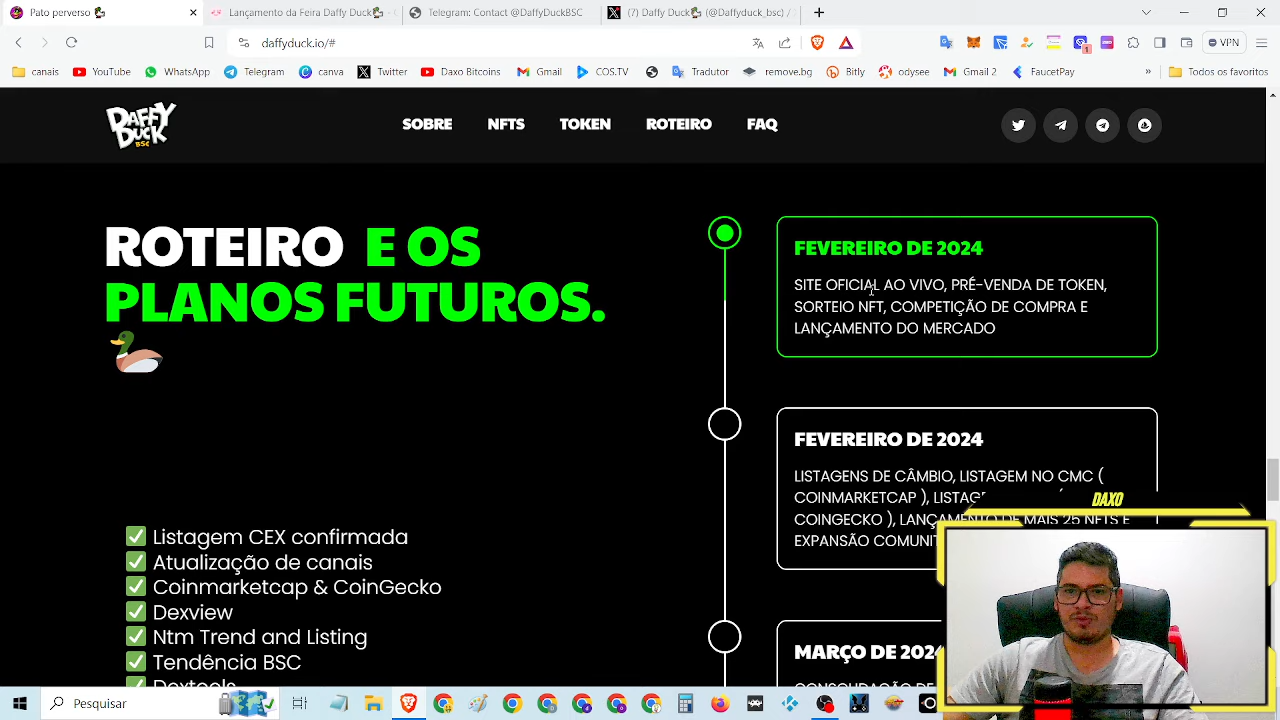 Pato perverso
Lançamento da Feira Daffy Duck
Telegram: Contact @DaffyDuckBSC
(7) Daffy Duck (@Daffyduck_bsc) /
daffyduck.io/#
1
VPN
canais
YouTube
WhatsApp
Telegram
canva
Twitter
Daxo Bitcoins
Gmail
COS.TV
Tradutor
remove.bg
Bitly
odysee
Gmail 2
FaucetPay
»
Todos os favoritos
DAFFY
DUCK
BSC
SOBRE
NFTS
TOKEN
ROTEIRO
FAQ
ROTEIRO E OS
PLANOS FUTUROS.
FEVEREIRO DE 2024
SITE OFICIAL AO VIVO, PRÉ-VENDA DE TOKEN,
SORTEIO NFT, COMPETIÇÃO DE COMPRA E
LANÇAMENTO DO MERCADO
FEVEREIRO DE 2024
LISTAGENS DE CÂMBIO, LISTAGEM NO CMC (
COINMARKETCAP ),
COINGECKO ), LANÇAMENTO DE MAIS 25 NFTS E
EXPANSÃO
MARÇO DE
Listagem CEX confirmada
Atualização de canais
Coinmarketcap & CoinGecko
Dexview
Ntm Trend and Listing
Tendência BSC
Dextools
DAXO
Pesquisar